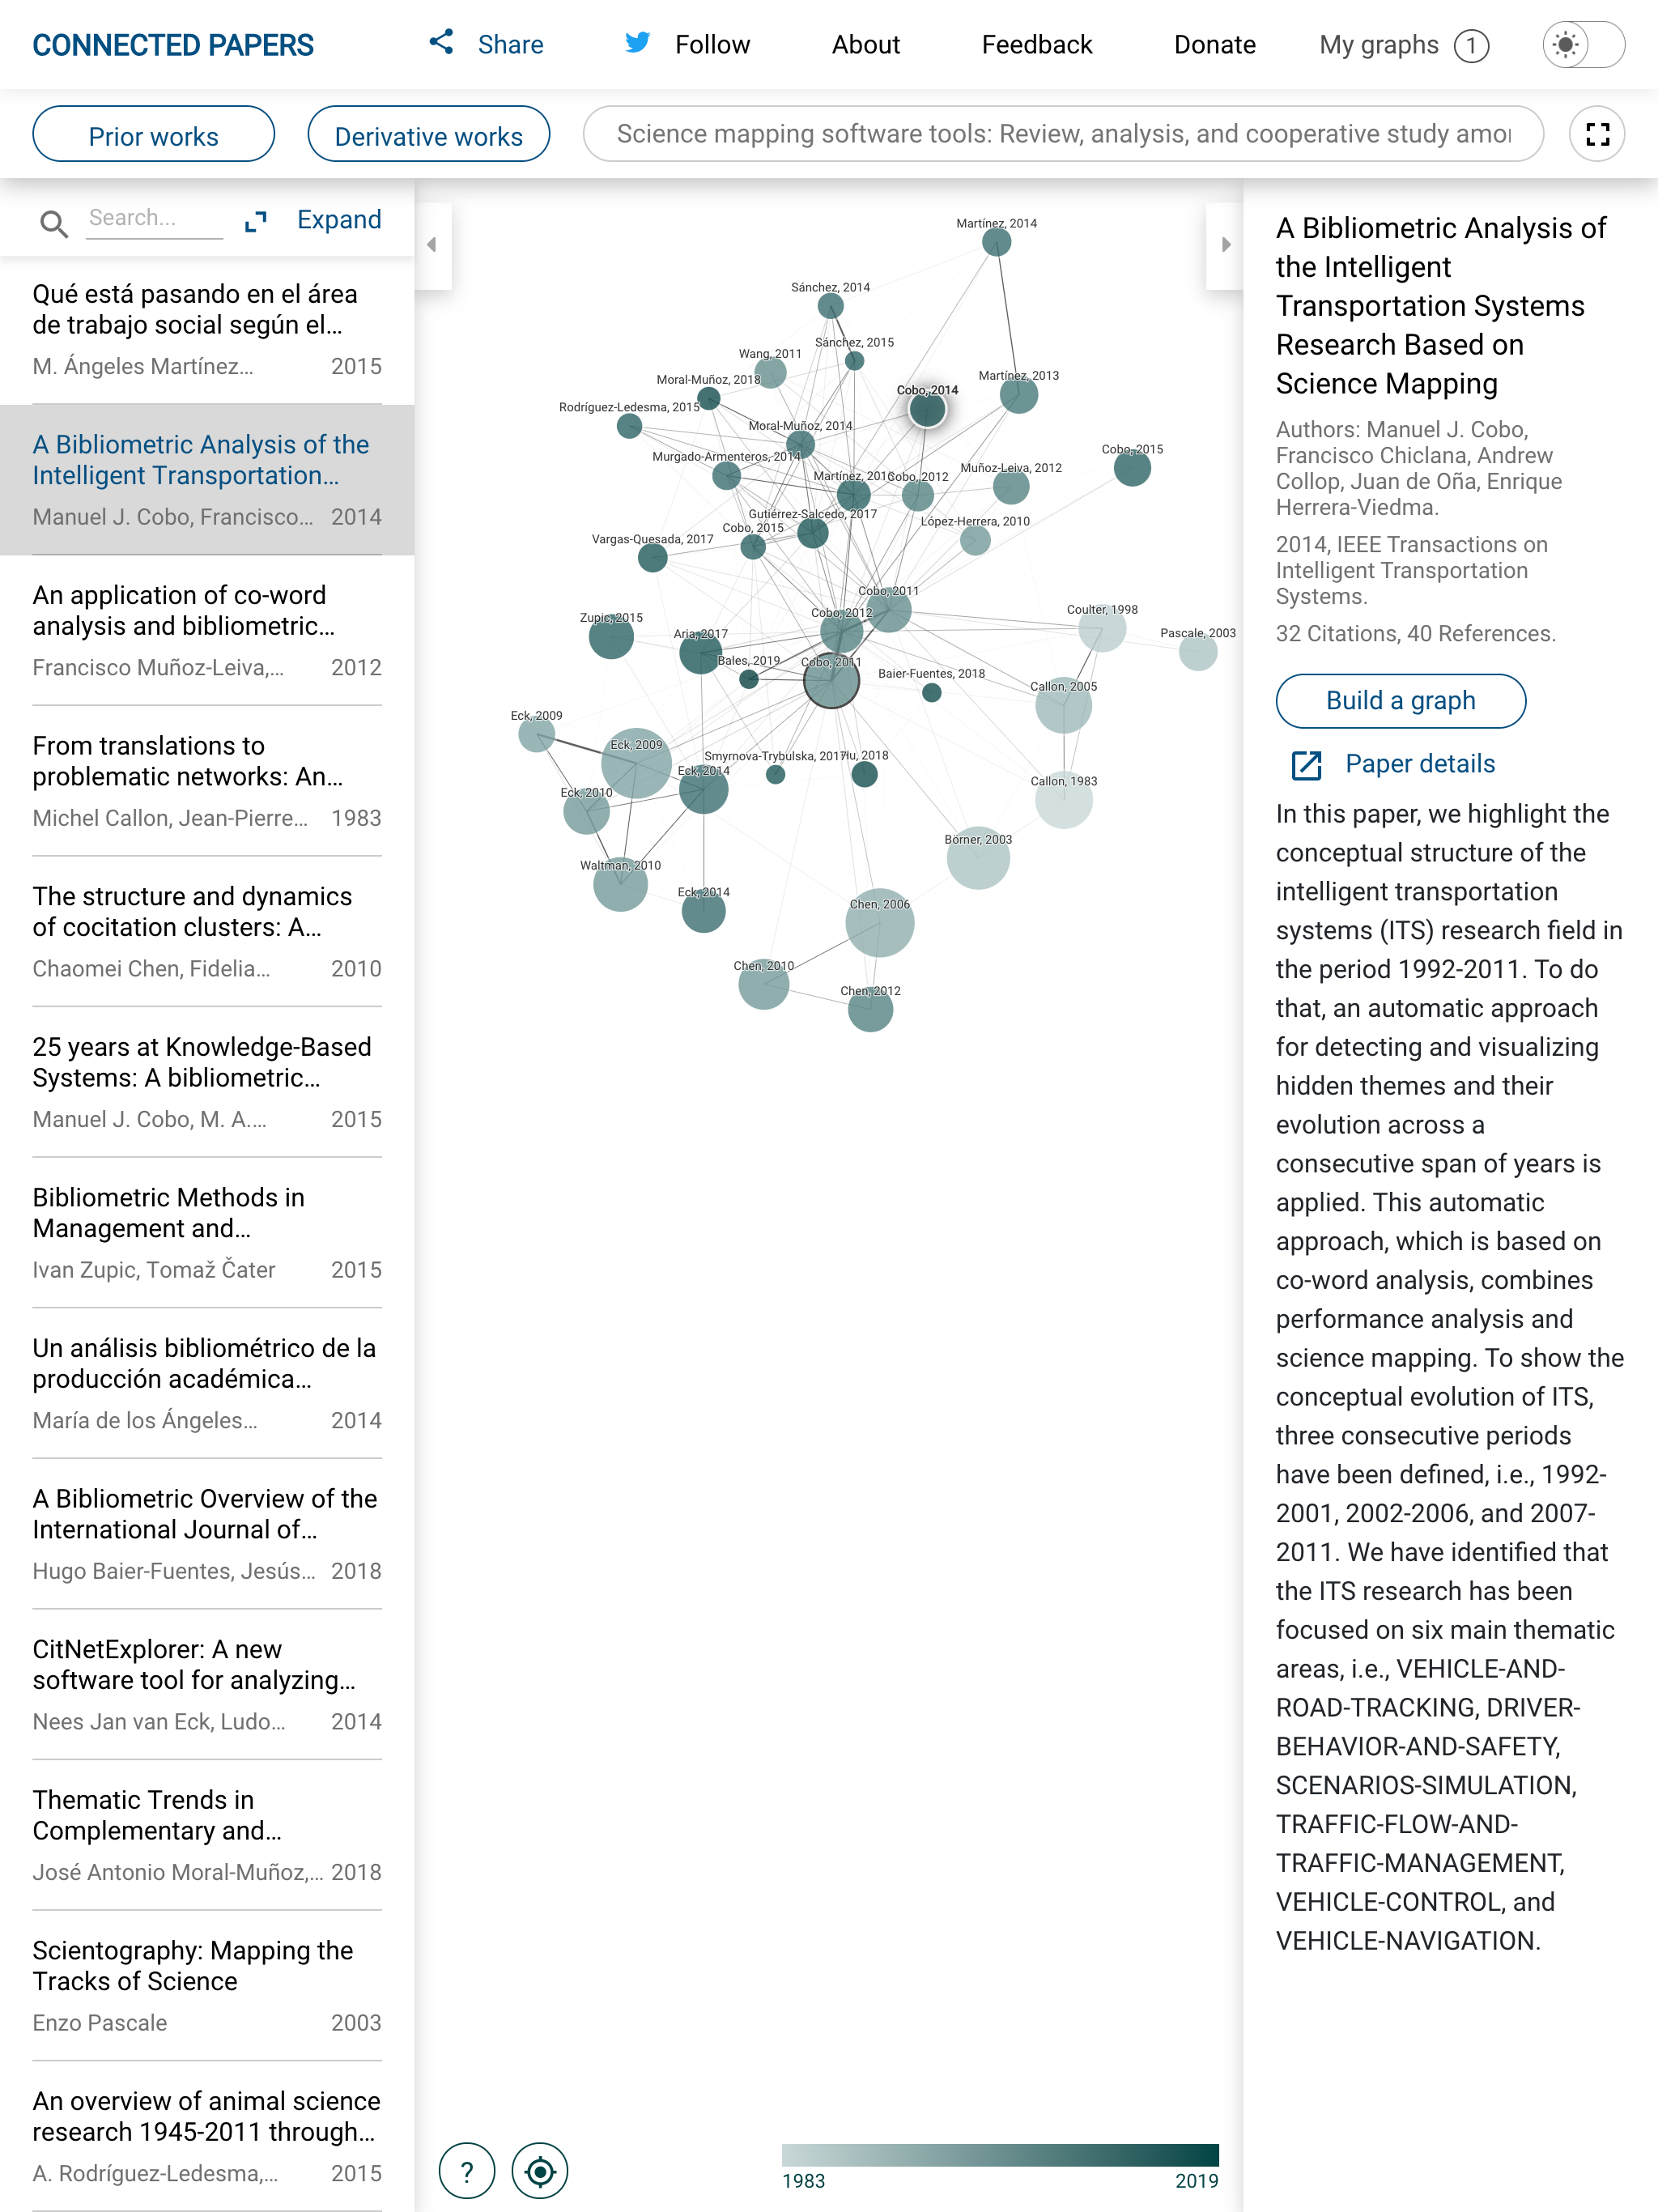 CONNECTED PAPERS
Share
Follow
About
Feedback
Donate
My graphs 1
Prior works
Derivative works
Science mapping software tools: Review, analysis, and cooperative study amo
Search...
Expand
Qué está pasando en el área
de trabajo social según el...
M. Ángeles Martínez... 2015
A Bibliometric Analysis of the
Intelligent Transportation...
Manuel J. Cobo, Francisco... 2014
An application of co-word
analysis and bibliometric...
Francisco Muñoz-Leiva,... 2012
From translations to
problematic networks: An...
Michel Callon, Jean-Pierre... 1983
The structure and dynamics
of cocitation clusters: A...
Chaomei Chen, Fidelia... 2010
25 years at Knowledge-Based
Systems: A bibliometric...
Manuel J. Cobo, M. A.... 2015
Bibliometric Methods in
Management and...
Ivan Zupic, Tomaž Čater 2015
Un análisis bibliométrico de la
producción académica...
María de los Ángeles... 2014
A Bibliometric Overview of the
International Journal of...
Hugo Baier-Fuentes, Jesús... 2018
CitNetExplorer: A new
software tool for analyzing...
Nees Jan van Eck, Ludo... 2014
Thematic Trends in
Complementary and...
José Antonio Moral-Muñoz,... 2018
Scientography: Mapping the
Tracks of Science
Enzo Pascale 2003
An overview of animal science
research 1945-2011 through...
A. Rodríguez-Ledesma,... 2015
Martínez, 2014
Sánchez, 2014
Sánchez, 2015
Wang, 2011
Moral-Muñoz, 2018
Martínez, 2013
Cobo, 2014
Rodríguez-Ledesma, 2015
Moral-Muñoz, 2014
Cobo, 2015
Murgado-Armenteros, 2014
Muñoz-Leiva, 2012
Martínez,
Cobo, 2012
Gutiérrez-Salcedo, 2017
López-Herrera, 2010
Cobo, 2015
Vargas-Quesada, 2017
Cobo, 2011
Coulter, 1998
Cobo, 2012
Zupic, 2015
Pascale, 2003
Aria, 2017
Bales, 2019
Cobo, 2011
Baier-Fuentes, 2018
Callon, 2005
Eck, 2009
Eck, 2009
Smyrnova-Trybulska, 2017
2018
Eck, 2014
Callon, 1983
Eck, 2010
Börner, 2003
Waltman, 2010
Eck, 2014
Chen, 2006
Chen, 2010
Chen, 2012
?
1983
2019
A Bibliometric Analysis of
the Intelligent
Transportation Systems
Research Based on
Science Mapping
Authors: Manuel J. Cobo,
Francisco Chiclana, Andrew
Collop, Juan de Oña, Enrique
Herrera-Viedma.
2014, IEEE Transactions on
Intelligent Transportation
Systems.
32 Citations, 40 References.
Build a graph
Paper details
In this paper, we highlight the
conceptual structure of the
intelligent transportation
systems (ITS) research field in
the period 1992-2011. To do
that, an automatic approach
for detecting and visualizing
hidden themes and their
evolution across a
consecutive span of years is
applied. This automatic
approach, which is based on
co-word analysis, combines
performance analysis and
science mapping. To show the
conceptual evolution of ITS,
three consecutive periods
have been defined, i.e., 1992-
2001, 2002-2006, and 2007-
2011. We have identified that
the ITS research has been
focused on six main thematic
areas, i.e., VEHICLE-AND-
ROAD-TRACKING, DRIVER-
BEHAVIOR-AND-SAFETY,
SCENARIOS-SIMULATION,
TRAFFIC-FLOW-AND-
TRAFFIC-MANAGEMENT,
VEHICLE-CONTROL, and
VEHICLE-NAVIGATION.